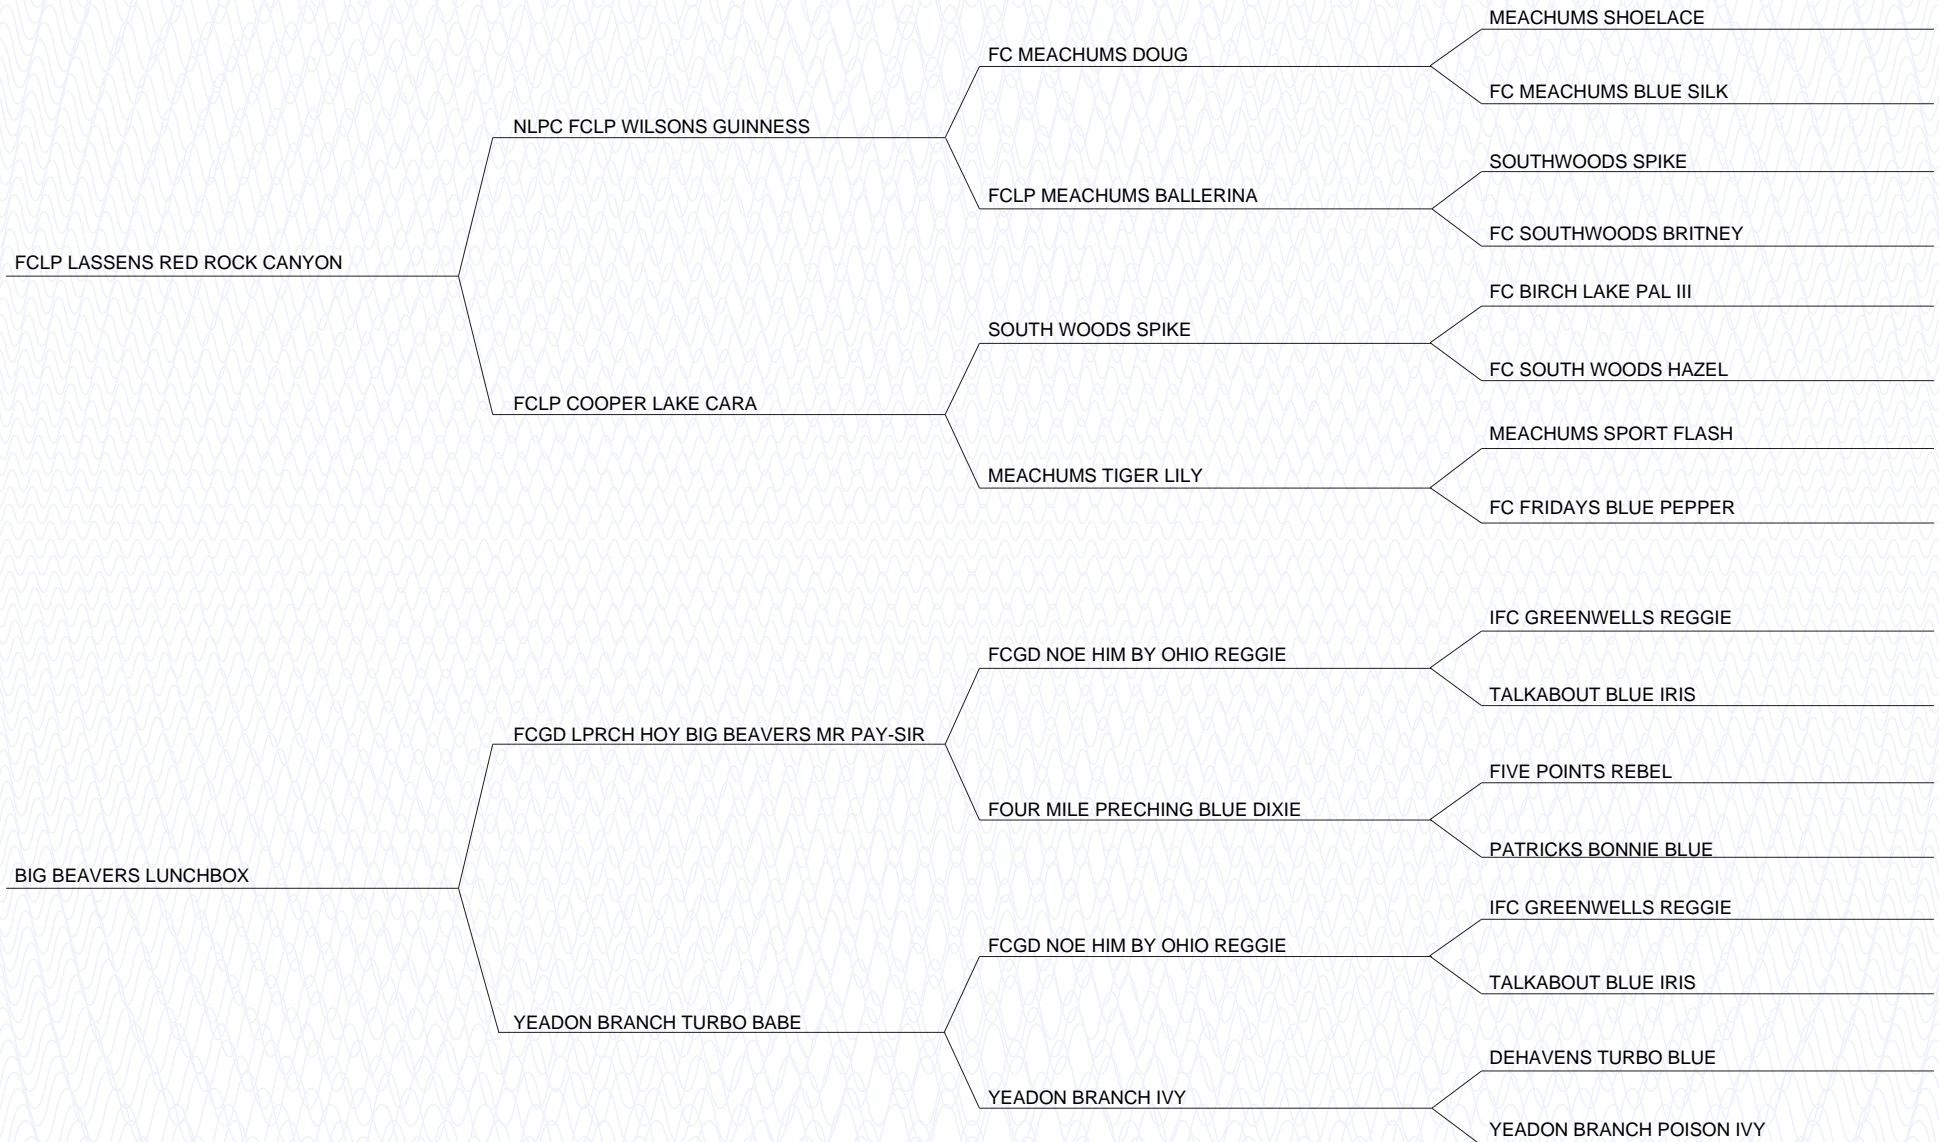 MEACHUMS SHOELACE
FC MEACHUMS DOUG
FC MEACHUMS BLUE SILK
NLPC FCLP WILSONS GUINNESS
SOUTHWOODS SPIKE
FCLP MEACHUMS BALLERINA
FC SOUTHWOODS BRITNEY
FCLP LASSENS RED ROCK CANYON
FC BIRCH LAKE PAL III
SOUTH WOODS SPIKE
FC SOUTH WOODS HAZEL
FCLP COOPER LAKE CARA
MEACHUMS SPORT FLASH
MEACHUMS TIGER LILY
FC FRIDAYS BLUE PEPPER
IFC GREENWELLS REGGIE
FCGD NOE HIM BY OHIO REGGIE
TALKABOUT BLUE IRIS
FCGD LPRCH HOY BIG BEAVERS MR PAY-SIR
FIVE POINTS REBEL
FOUR MILE PRECHING BLUE DIXIE
PATRICKS BONNIE BLUE
BIG BEAVERS LUNCHBOX
IFC GREENWELLS REGGIE
FCGD NOE HIM BY OHIO REGGIE
TALKABOUT BLUE IRIS
YEADON BRANCH TURBO BABE
DEHAVENS TURBO BLUE
YEADON BRANCH IVY
YEADON BRANCH POISON IVY